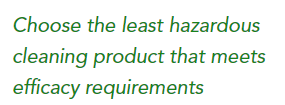 Choose the least hazardous
cleaning product that meets
efficacy requirements